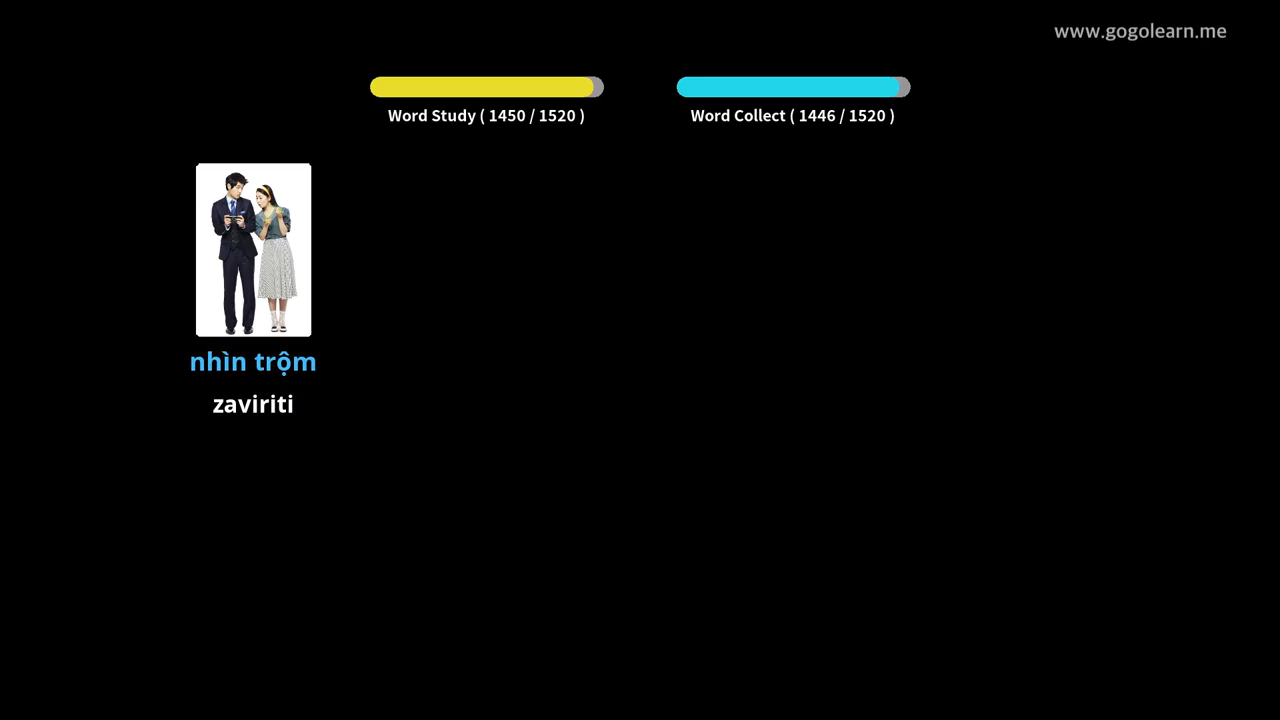 www.gogolearn.me
Word Study ( 1450 / 1520 )
Word Collect ( 1446 / 1520 )
nhìn trộm
zaviriti